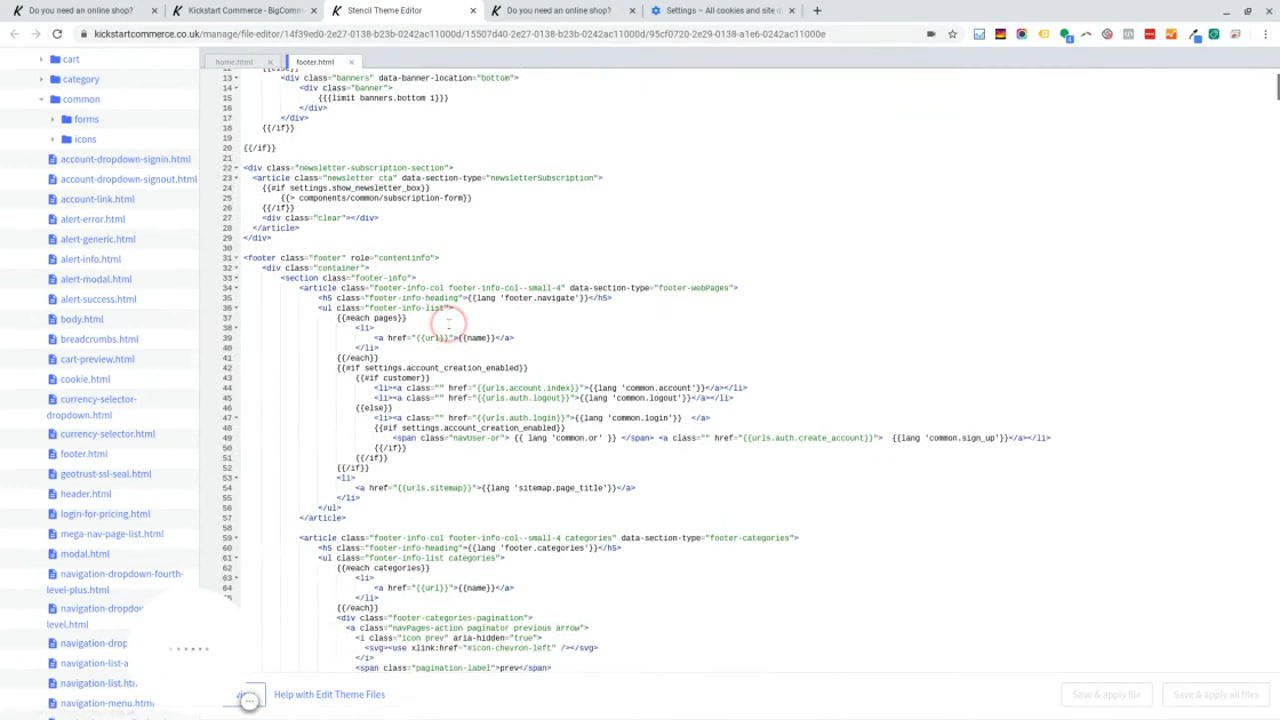 Do you need an online shop?
Kickstart Commerce - BigComm
Stencil Theme Editor
Do you need an online shop?
Settings – All cookies and site d
kickstartcommerce.co.uk/manage/file-editor/14f39ed0-2e27-0138-b23b-0242ac11000d/15507d40-2e27-0138-b23b-0242ac11000d/95cf0720-2e29-0138-a1e6-0242ac11000e
home.html
footer.html
cart
category
common
forms
icons
account-dropdown-signin.html
account-dropdown-signout.html
account-link.html
alert-error.html
alert-generic.html
alert-info.html
alert-modal.html
alert-success.html
body.html
breadcrumbs.html
cart-preview.html
cookie.html
currency-selector-
dropdown.html
currency-selector.html
footer.html
geotrust-ssl-seal.html
header.html
login-for-pricing.html
mega-nav-page-list.html
modal.html
navigation-dropdown-fourth-
level-plus.html
navigation-dropdow
level.html
navigation-drop
navigation-list-a
navigation-list.ht
navigation-menu.htm
12 {{else}}
13 <div class="banners" data-banner-location="bottom">
14 <div class="banner">
15 {{{limit banners.bottom 1}}}
16 </div>
17 </div>
18 {{/if}}
19
20 {{/if}}
21
22 <div class="newsletter-subscription-section">
23 <article class="newsletter cta" data-section-type="newsletterSubscription">
24 {{#if settings.show_newsletter_box}}
25 {{> components/common/subscription-form}}
26 {{/if}}
27 <div class="clear"></div>
28 </article>
29 </div>
30
31 <footer class="footer" role="contentinfo">
32 <div class="container">
33 <section class="footer-info">
34 <article class="footer-info-col footer-info-col--small-4" data-section-type="footer-webPages">
35 <h5 class="footer-info-heading">{{lang 'footer.navigate'}}</h5>
36 <ul class="footer-info-list">
37 {{#each pages}}
38 <li>
39 <a href="{{url}}">{{name}}</a>
40 </li>
41 {{/each}}
42 {{#if settings.account_creation_enabled}}
43 {{#if customer}}
44 <li><a class="" href="{{urls.account.index}}">{{lang 'common.account'}}</a></li>
45 <li><a class="" href="{{urls.auth.logout}}">{{lang 'common.logout'}}</a></li>
46 {{else}}
47 <li><a class="" href="{{urls.auth.login}}">{{lang 'common.login'}} </a>
48 {{#if settings.account_creation_enabled}}
49 <span class="navUser-or"> {{ lang 'common.or' }} </span> <a class="" href="{{urls.auth.create_account}}"> {{lang 'common.sign_up'}}</a></li>
50 {{/if}}
51 {{/if}}
52 {{/if}}
53 <li>
54 <a href="{{urls.sitemap}}">{{lang 'sitemap.page_title'}}</a>
55 </li>
56 </ul>
57 </article>
58
59 <article class="footer-info-col footer-info-col--small-4 categories" data-section-type="footer-categories">
60 <h5 class="footer-info-heading">{{lang 'footer.categories'}}</h5>
61 <ul class="footer-info-list categories">
62 {{#each categories}}
63 <li>
64 <a href="{{url}}">{{name}}</a>
</li>
{{/each}}
<div class="footer-categories-pagination">
<a class="navPages-action paginator previous arrow">
<i class="icon prev" aria-hidden="true">
<svg><use xlink:href="#icon-chevron-left" /></svg>
</i>
<span class="pagination-label">prev</span>
Help with Edit Theme Files
Save & apply file
Save & apply all files